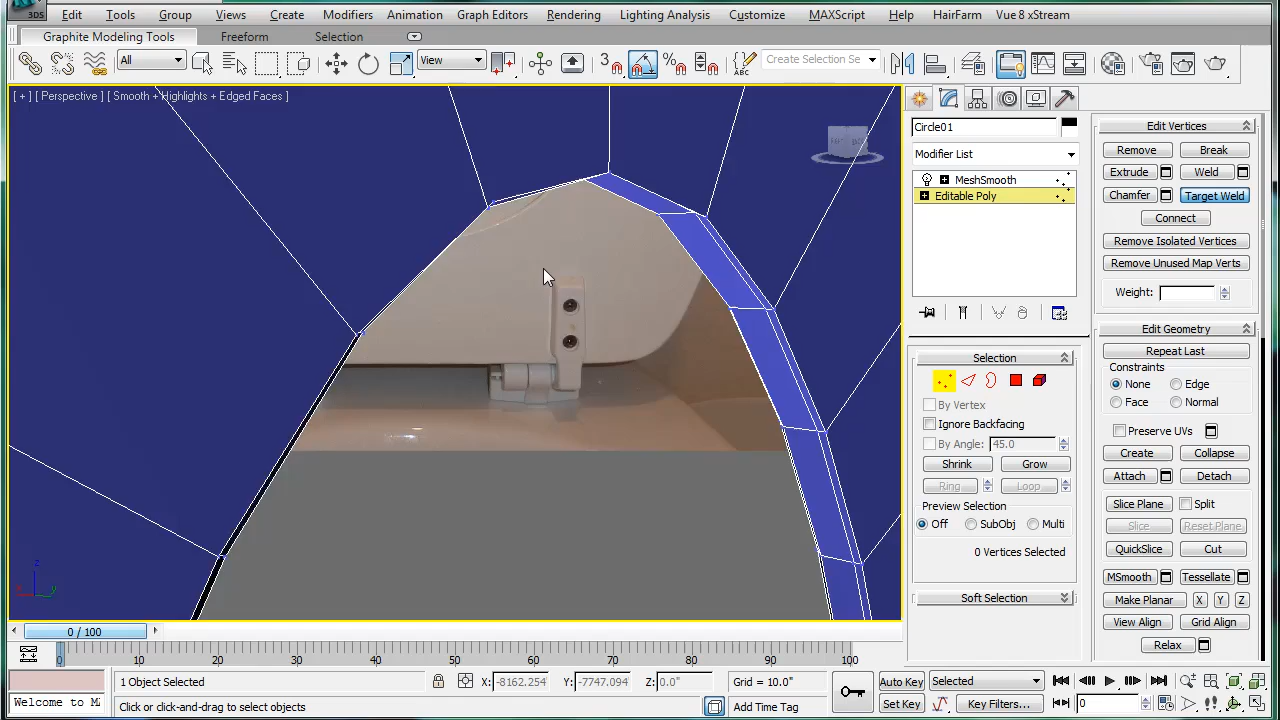 3DS
Edit Tools Group Views Create Modifiers Animation Graph Editors Rendering Lighting Analysis Customize MAXScript Help HairFarm Vue 8 xStream
Graphite Modeling Tools Freeform Selection
All View 3 % ABC Create Selection Se
[ + ] [ Perspective ] [ Smooth + Highlights + Edged Faces ]
Circle01
Modifier List
MeshSmooth
Editable Poly
Selection
By Vertex
Ignore Backfacing
By Angle: 45.0
Shrink Grow
Ring Loop
Preview Selection
Off SubObj Multi
0 Vertices Selected
Soft Selection
Edit Vertices
Remove Break
Extrude Weld
Chamfer Target Weld
Connect
Remove Isolated Vertices
Remove Unused Map Verts
Weight:
Edit Geometry
Repeat Last
Constraints
None Edge
Face Normal
Preserve UVs
Create Collapse
Attach Detach
Slice Plane Split
Slice Reset Plane
QuickSlice Cut
MSmooth Tessellate
Make Planar X Y Z
View Align Grid Align
Relax
z
x y
0 / 100
0 10 20 30 40 50 60 70 80 90 100
1 Object Selected X: -8162.254 Y: -7747.094 Z: 0.0" Grid = 10.0" Auto Key Selected
Welcome to M Click or click-and-drag to select objects Add Time Tag Set Key Key Filters... 0